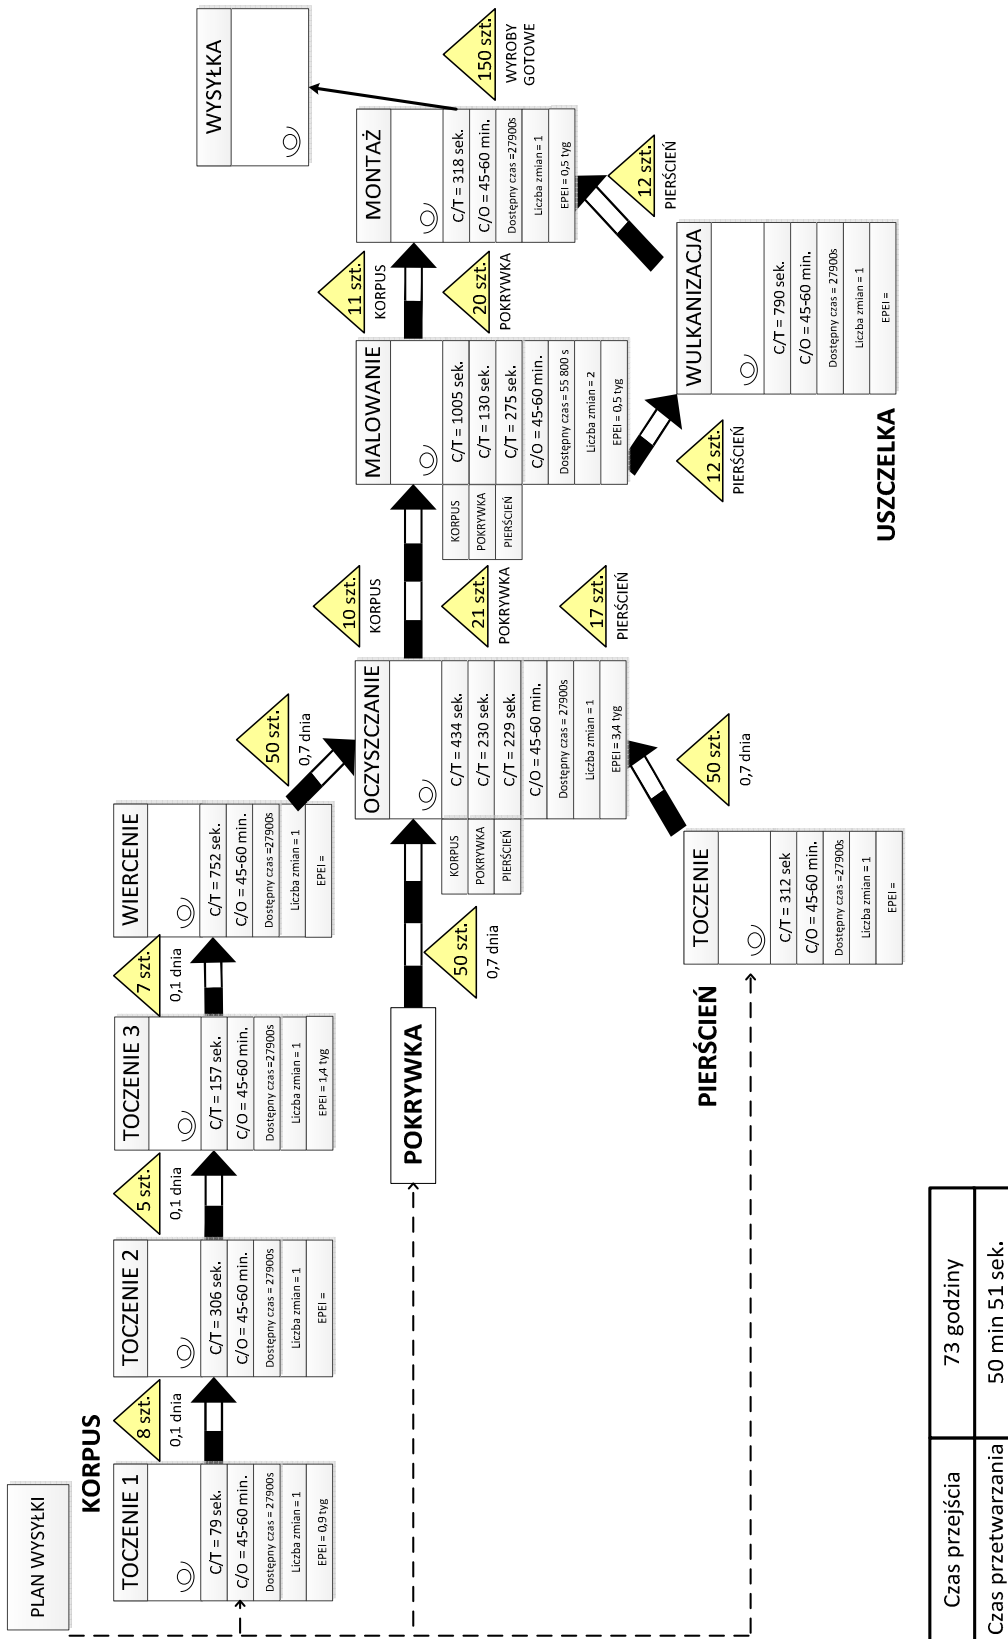 PLAN WYSYŁKI
KORPUS
TOCZENIE 1
C/T = 79 sek.
C/O = 45-60 min.
Dostępny czas = 27900s
Liczba zmian = 1
EPEI = 0,9 tyg
8 szt.
0,1 dnia
TOCZENIE 2
C/T = 306 sek.
C/O = 45-60 min.
Dostępny czas = 27900s
Liczba zmian = 1
EPEI =
5 szt.
0,1 dnia
TOCZENIE 3
C/T = 157 sek.
C/O = 45-60 min.
Dostępny czas =27900s
Liczba zmian = 1
EPEI = 1,4 tyg
7 szt.
0,1 dnia
WIERCENIE
C/T = 752 sek.
C/O = 45-60 min.
Dostępny czas =27900s
Liczba zmian = 1
EPEI =
50 szt.
0,7 dnia
POKRYWKA
50 szt.
0,7 dnia
PIERŚCIEŃ
TOCZENIE
C/T = 312 sek
C/O = 45-60 min.
Dostępny czas =27900s
Liczba zmian = 1
EPEI =
50 szt.
0,7 dnia
OCZYSZCZANIE
KORPUS
C/T = 434 sek.
POKRYWKA
C/T = 230 sek.
PIERŚCIEŃ
C/T = 229 sek.
C/O = 45-60 min.
Dostępny czas = 27900s
Liczba zmian = 1
EPEI = 3,4 tyg
10 szt.
KORPUS
21 szt.
POKRYWKA
17 szt.
PIERŚCIEŃ
MALOWANIE
KORPUS
C/T = 1005 sek.
POKRYWKA
C/T = 130 sek.
PIERŚCIEŃ
C/T = 275 sek.
C/O = 45-60 min.
Dostępny czas = 55 800 s
Liczba zmian = 2
EPEI = 0,5 tyg
11 szt.
KORPUS
20 szt.
POKRYWKA
12 szt.
PIERŚCIEŃ
USZCZELKA
WULKANIZACJA
C/T = 790 sek.
C/O = 45-60 min.
Dostępny czas = 27900s
Liczba zmian = 1
EPEI =
12 szt.
PIERŚCIEŃ
MONTAŻ
C/T = 318 sek.
C/O = 45-60 min.
Dostępny czas =27900s
Liczba zmian = 1
EPEI = 0,5 tyg
150 szt.
WYROBY
GOTOWE
WYSYŁKA
Czas przejścia
73 godziny
Czas przetwarzania
50 min 51 sek.